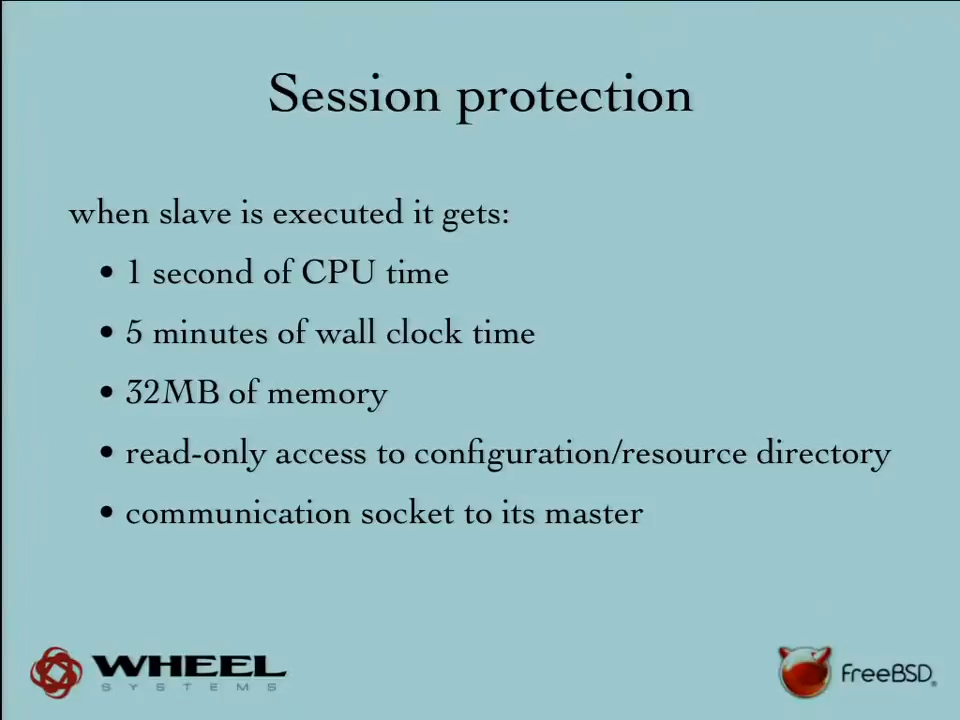 Session protection
when slave is executed it gets:
• 1 second of CPU time
• 5 minutes of wall clock time
• 32MB of memory
• read-only access to configuration/resource directory
• communication socket to its master
WHEEL
SYSTEMS
FreeBSD®